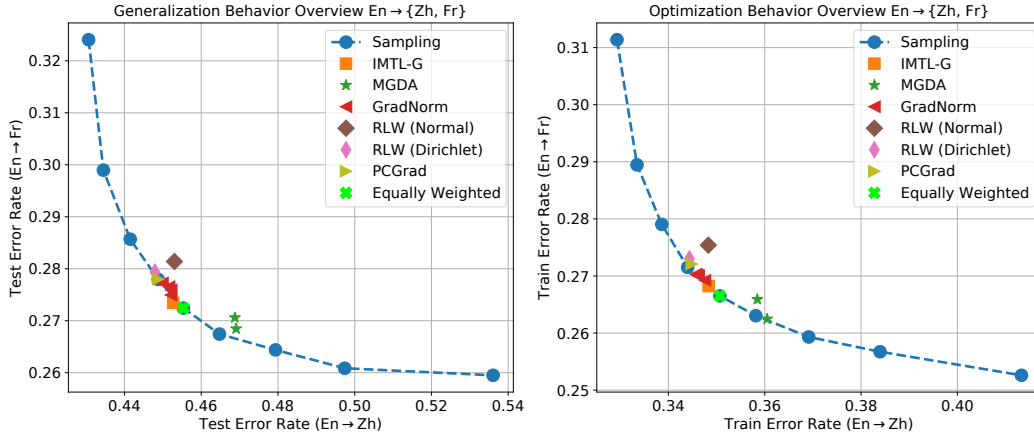 Generalization Behavior Overview En→{Zh, Fr}
Test Error Rate (En→Fr)
0.32
0.31
0.30
0.29
0.28
0.27
0.26
Sampling
IMTL-G
MGDA
GradNorm
RLW (Normal)
RLW (Dirichlet)
PCGrad
Equally Weighted
0.44
0.46
0.48
0.50
0.52
0.54
Test Error Rate (En→Zh)
Optimization Behavior Overview En→{Zh, Fr}
Train Error Rate (En→Fr)
0.31
0.30
0.29
0.28
0.27
0.26
0.25
Sampling
IMTL-G
MGDA
GradNorm
RLW (Normal)
RLW (Dirichlet)
PCGrad
Equally Weighted
0.34
0.36
0.38
0.40
Train Error Rate (En→Zh)